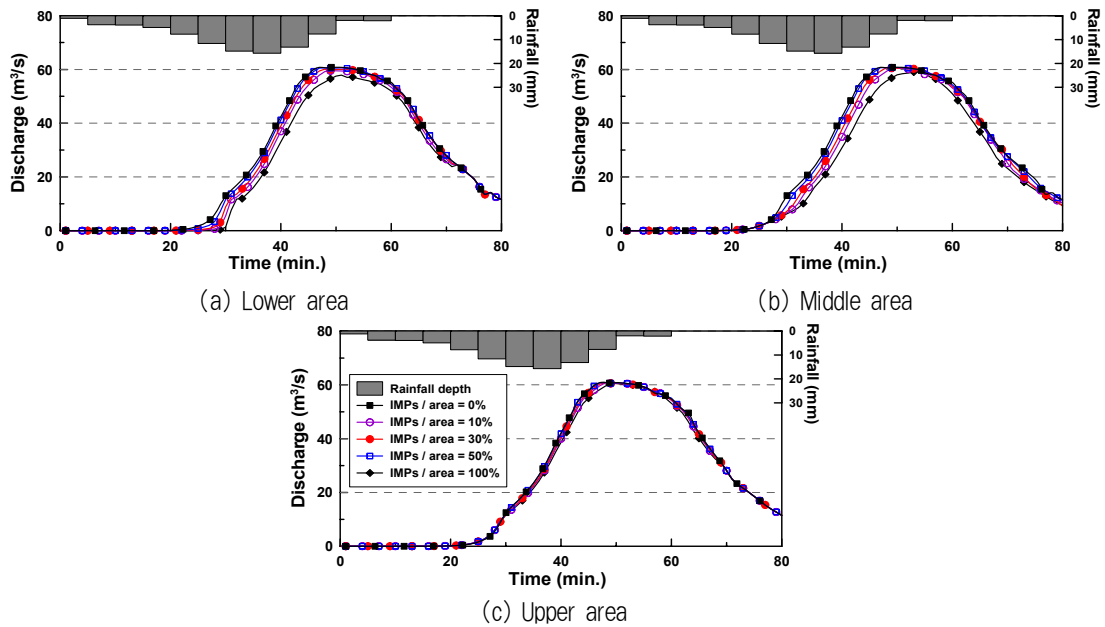 80
60
40
20
0
Discharge (m³/s)
0
10
20
30
Rainfall (mm)
0 20 40 60 80
Time (min.)
(a) Lower area
80
60
40
20
0
Discharge (m³/s)
0
10
20
30
Rainfall (mm)
0 20 40 60 80
Time (min.)
(b) Middle area
80
60
40
20
0
Discharge (m³/s)
0
10
20
30
Rainfall (mm)
Rainfall depth
IMPs / area = 0%
IMPs / area = 10%
IMPs / area = 30%
IMPs / area = 50%
IMPs / area = 100%
0 20 40 60 80
Time (min.)
(c) Upper area